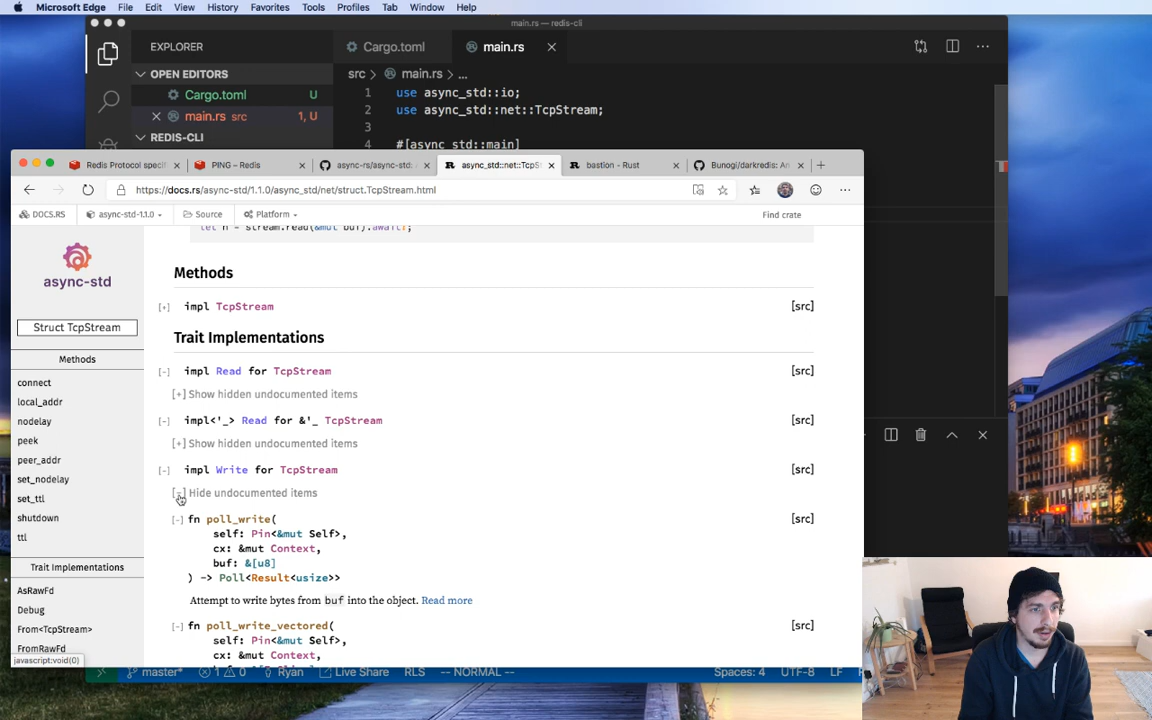 Microsoft Edge File Edit View History Favorites Tools Profiles Tab Window Help
main.rs — redis-cli
EXPLORER
Cargo.toml
main.rs
OPEN EDITORS
Cargo.toml U
main.rs src 1, U
REDIS-CLI
src > main.rs > ...
1 use async_std::io;
2 use async_std::net::TcpStream;
3
4 #[async_std::main]
Redis Protocol specif
PING – Redis
async-rs/async-std:
async_std::net::TcpSt
bastion - Rust
Bunogi/darkredis: A
https://docs.rs/async-std/1.1.0/async_std/net/struct.TcpStream.html
DOCS.RS
async-std-1.1.0
Source
Platform
Find crate
let n = stream.read(&mut buf).await?;
async-std
Struct TcpStream
Methods
connect
local_addr
nodelay
peek
peer_addr
set_nodelay
set_ttl
shutdown
ttl
Trait Implementations
AsRawFd
Debug
From<TcpStream>
FromRawFd
javascript:void(0)
Methods
[+] impl TcpStream [src]
Trait Implementations
[-] impl Read for TcpStream [src]
[+] Show hidden undocumented items
[-] impl<'_> Read for &'_ TcpStream [src]
[+] Show hidden undocumented items
[-] impl Write for TcpStream [src]
[-] Hide undocumented items
[-] fn poll_write( [src]
self: Pin<&mut Self>,
cx: &mut Context,
buf: &[u8]
) -> Poll<Result<usize>>
Attempt to write bytes from buf into the object. Read more
[-] fn poll_write_vectored( [src]
self: Pin<&mut Self>,
cx: &mut Context,
master* 1 0 Ryan Live Share RLS -- NORMAL -- Spaces: 4 UTF-8 LF